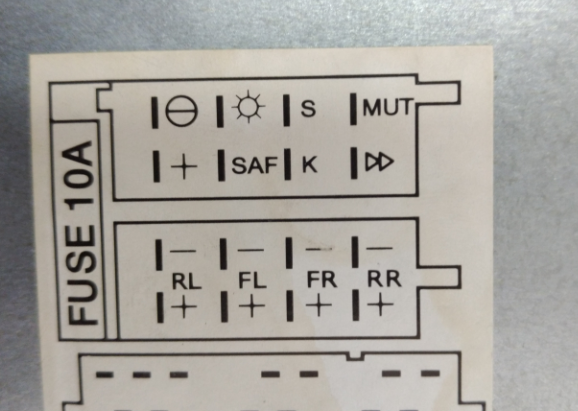 FUSE 10A
⊖ ☼ S MUT
+ SAF K ▷▷
— — — —
RL FL FR RR
+ + + +